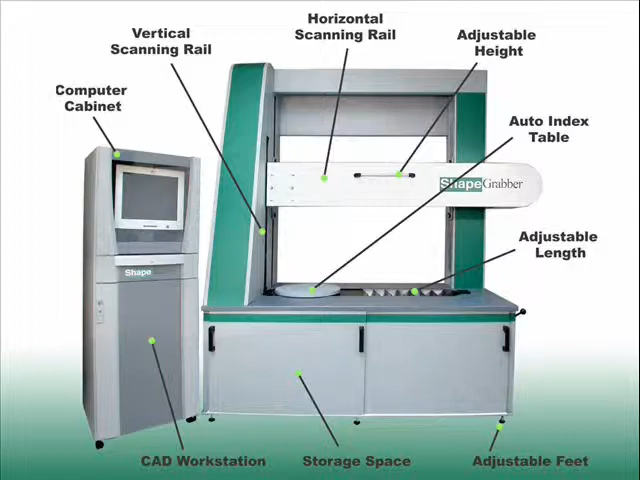 Horizontal
Scanning Rail
Vertical
Scanning Rail
Adjustable
Height
Computer
Cabinet
Auto Index
Table
ShapeGrabber
Adjustable
Length
Shape
CAD Workstation
Storage Space
Adjustable Feet